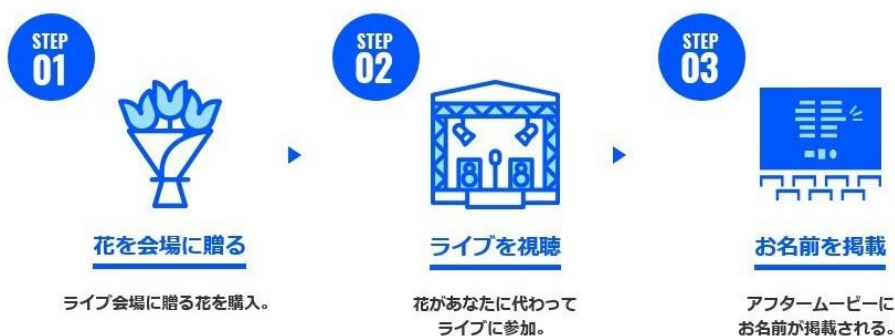 STEP
01
花を会場に贈る
ライブ会場に贈る花を購入。
STEP
02
ライブを視聴
花があなたに代わって
ライブに参加。
STEP
03
お名前を掲載
アフタームービーに
お名前が掲載される。